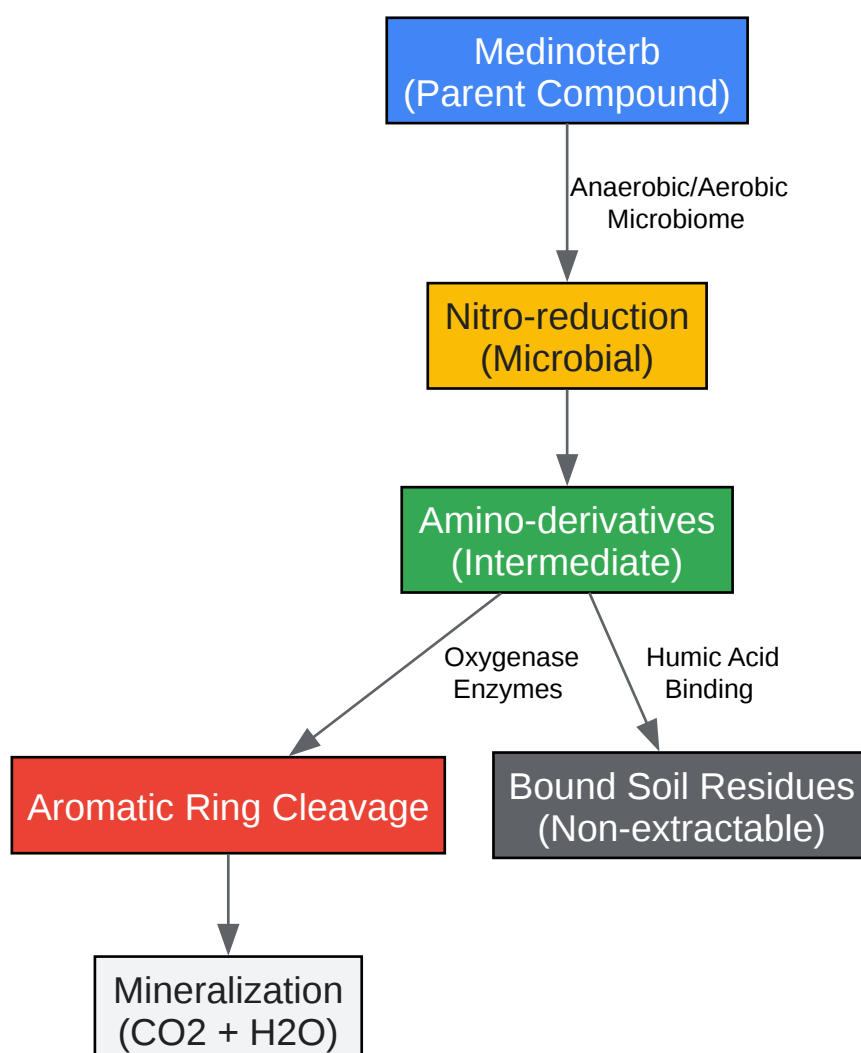 Medinoterb
(Parent Compound)
Anaerobic/Aerobic
Microbiome
Nitro-reduction
(Microbial)
Amino-derivatives
(Intermediate)
Oxygenase
Enzymes
Humic Acid
Binding
Aromatic Ring Cleavage
Bound Soil Residues
(Non-extractable)
Mineralization
(CO2 + H2O)